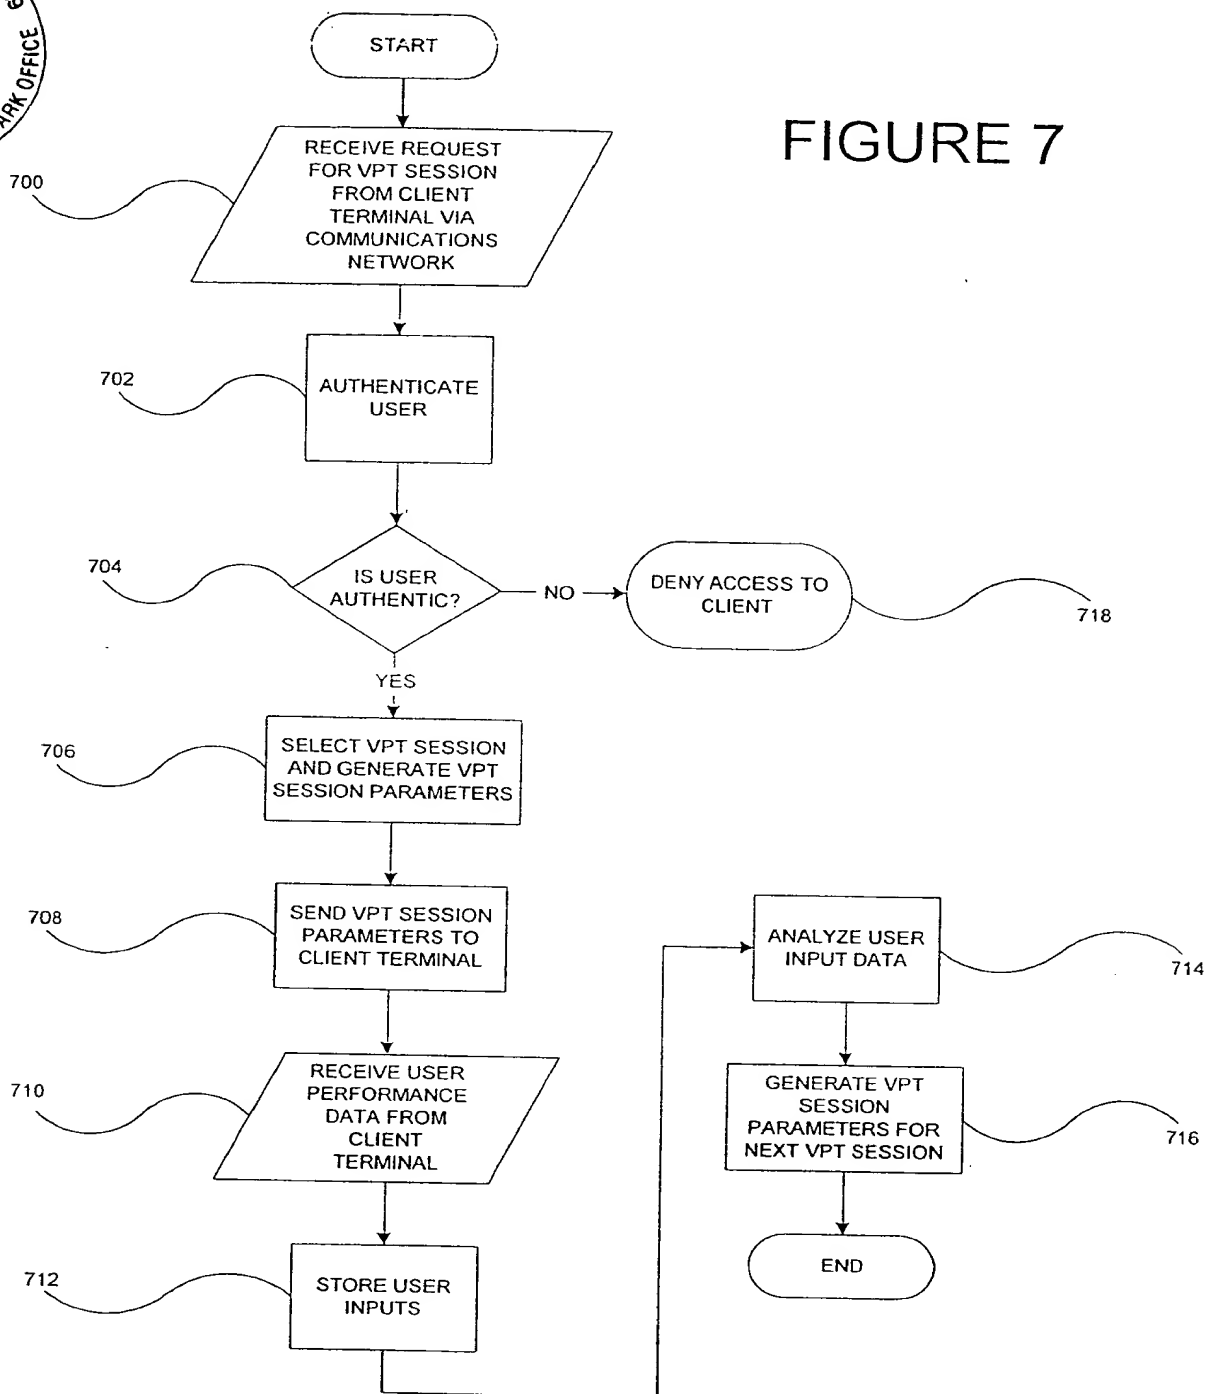 ARK OFFICE
START
FIGURE 7
700
RECEIVE REQUEST
FOR VPT SESSION
FROM CLIENT
TERMINAL VIA
COMMUNICATIONS
NETWORK
702
AUTHENTICATE
USER
704
IS USER
AUTHENTIC?
NO
DENY ACCESS TO
CLIENT
718
YES
706
SELECT VPT SESSION
AND GENERATE VPT
SESSION PARAMETERS
708
SEND VPT SESSION
PARAMETERS TO
CLIENT TERMINAL
710
RECEIVE USER
PERFORMANCE
DATA FROM
CLIENT
TERMINAL
712
STORE USER
INPUTS
ANALYZE USER
INPUT DATA
714
GENERATE VPT
SESSION
PARAMETERS FOR
NEXT VPT SESSION
716
END